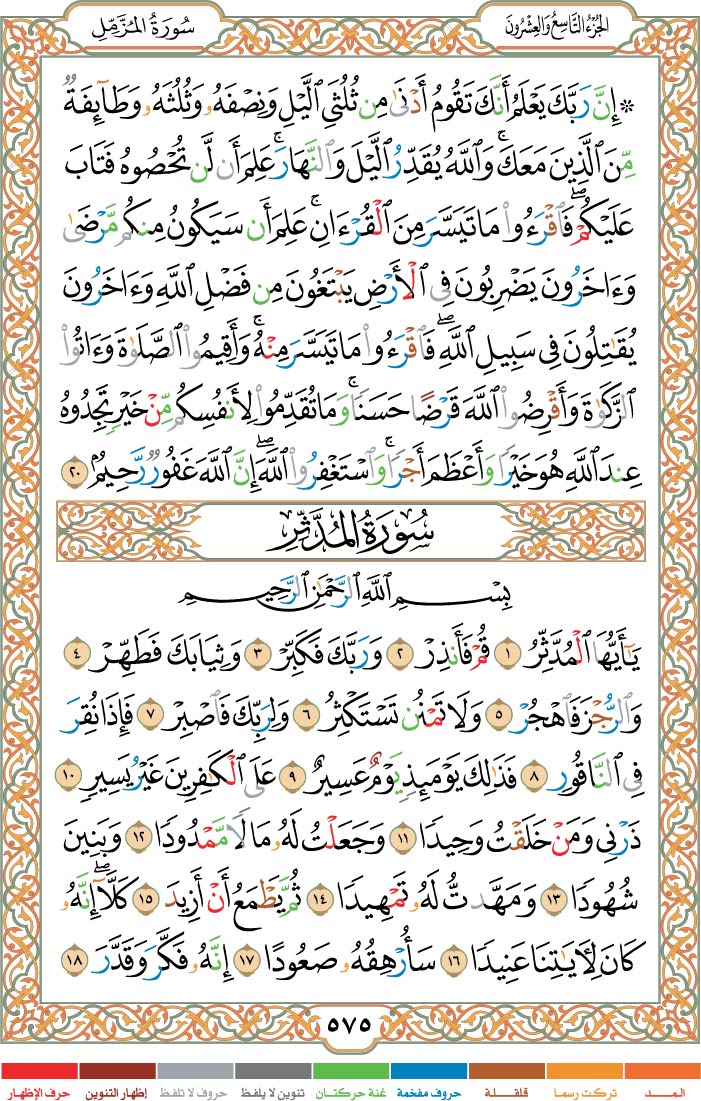 الجُزْءُ التَّاسِعُ وَالعِشْرُونَ
سُورَةُ المُزَّمِّل
۞ إِنَّ رَبَّكَ يَعْلَمُ أَنَّكَ تَقُومُ أَدْنَىٰ مِن ثُلُثَىِ ٱلَّيْلِ وَنِصْفَهُۥ وَثُلُثَهُۥ وَطَآئِفَةٌ
مِّنَ ٱلَّذِينَ مَعَكَ ۚ وَٱللَّهُ يُقَدِّرُ ٱلَّيْلَ وَٱلنَّهَارَ ۚ عَلِمَ أَن لَّن تُحْصُوهُ فَتَابَ
عَلَيْكُمْ ۖ فَٱقْرَءُوا۟ مَا تَيَسَّرَ مِنَ ٱلْقُرْءَانِ ۚ عَلِمَ أَن سَيَكُونُ مِنكُم مَّرْضَىٰ
وَءَاخَرُونَ يَضْرِبُونَ فِى ٱلْأَرْضِ يَبْتَغُونَ مِن فَضْلِ ٱللَّهِ وَءَاخَرُونَ
يُقَـٰتِلُونَ فِى سَبِيلِ ٱللَّهِ ۖ فَٱقْرَءُوا۟ مَا تَيَسَّرَ مِنْهُ ۚ وَأَقِيمُوا۟ ٱلصَّلَوٰةَ وَءَاتُوا۟
ٱلزَّكَوٰةَ وَأَقْرِضُوا۟ ٱللَّهَ قَرْضًا حَسَنًا ۚ وَمَا تُقَدِّمُوا۟ لِأَنفُسِكُم مِّنْ خَيْرٍ تَجِدُوهُ
عِندَ ٱللَّهِ هُوَ خَيْرًا وَأَعْظَمَ أَجْرًا ۚ وَٱسْتَغْفِرُوا۟ ٱللَّهَ ۖ إِنَّ ٱللَّهَ غَفُورٌ رَّحِيمٌۢ ٢٠
سُورَةُ المُدَّثِّرِ
بِسْمِ ٱللَّهِ ٱلرَّحْمَـٰنِ ٱلرَّحِيمِ
يَـٰٓأَيُّهَا ٱلْمُدَّثِّرُ ١ قُمْ فَأَنذِرْ ٢ وَرَبَّكَ فَكَبِّرْ ٣ وَثِيَابَكَ فَطَهِّرْ ٤
وَٱلرُّجْزَ فَٱهْجُرْ ٥ وَلَا تَمْنُن تَسْتَكْثِرُ ٦ وَلِرَبِّكَ فَٱصْبِرْ ٧ فَإِذَا نُقِرَ
فِى ٱلنَّاقُورِ ٨ فَذَٰلِكَ يَوْمَئِذٍ يَوْمٌ عَسِيرٌ ٩ عَلَى ٱلْكَـٰفِرِينَ غَيْرُ يَسِيرٍ ١٠
ذَرْنِى وَمَنْ خَلَقْتُ وَحِيدًا ١١ وَجَعَلْتُ لَهُۥ مَالًا مَّمْدُودًا ١٢ وَبَنِينَ
شُهُودًا ١٣ وَمَهَّدتُّ لَهُۥ تَمْهِيدًا ١٤ ثُمَّ يَطْمَعُ أَنْ أَزِيدَ ١٥ كَلَّآ ۖ إِنَّهُۥ
كَانَ لِـَٔايَـٰتِنَا عَنِيدًا ١٦ سَأُرْهِقُهُۥ صَعُودًا ١٧ إِنَّهُۥ فَكَّرَ وَقَدَّرَ ١٨
٥٧٥
المــد
تركت رسما
قلقـلة
حروف مفخمة
غنة حركتـان
تنوين لا يلفظ
حروف لا تلفظ
إظهار التنوين
حرف الإظهار